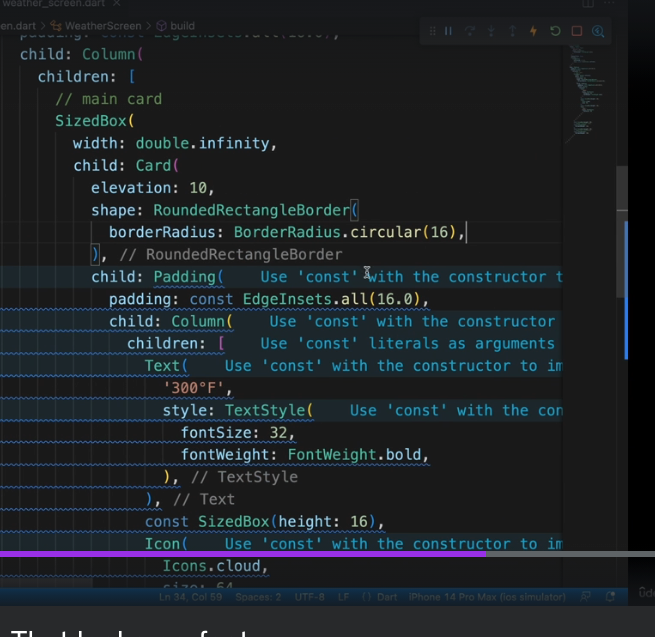 weather_screen.dart
en.dart > WeatherScreen > build
padding: const EdgeInsets.all(16.0),
child: Column(
children: [
// main card
SizedBox(
width: double.infinity,
child: Card(
elevation: 10,
shape: RoundedRectangleBorder(
borderRadius: BorderRadius.circular(16),
), // RoundedRectangleBorder
child: Padding( Use 'const' with the constructor t
padding: const EdgeInsets.all(16.0),
child: Column( Use 'const' with the constructor
children: [ Use 'const' literals as arguments
Text( Use 'const' with the constructor to im
'300°F',
style: TextStyle( Use 'const' with the con
fontSize: 32,
fontWeight: FontWeight.bold,
), // TextStyle
), // Text
const SizedBox(height: 16),
Icon( Use 'const' with the constructor to im
Icons.cloud,
size: 64
Ln 34, Col 59 Spaces: 2 UTF-8 LF {} Dart iPhone 14 Pro Max (ios simulator)